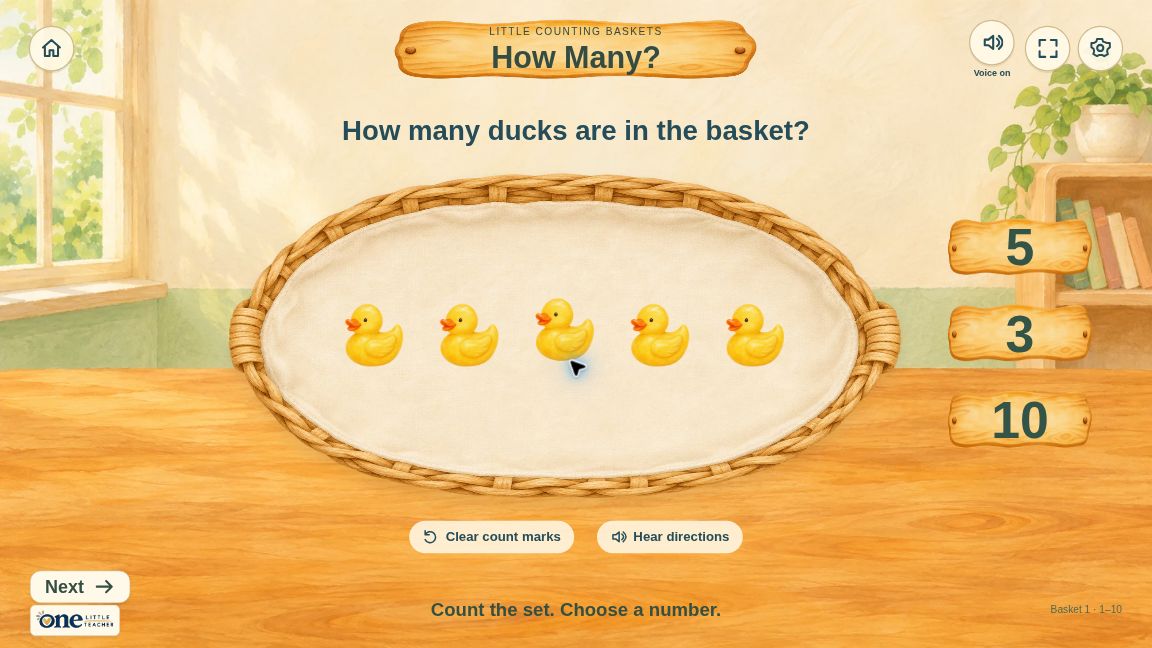 LITTLE COUNTING BASKETS
How Many?
Voice on
How many ducks are in the basket?
5
3
10
Clear count marks
Hear directions
Next
one LITTLE TEACHER
Count the set. Choose a number.
Basket 1 · 1–10